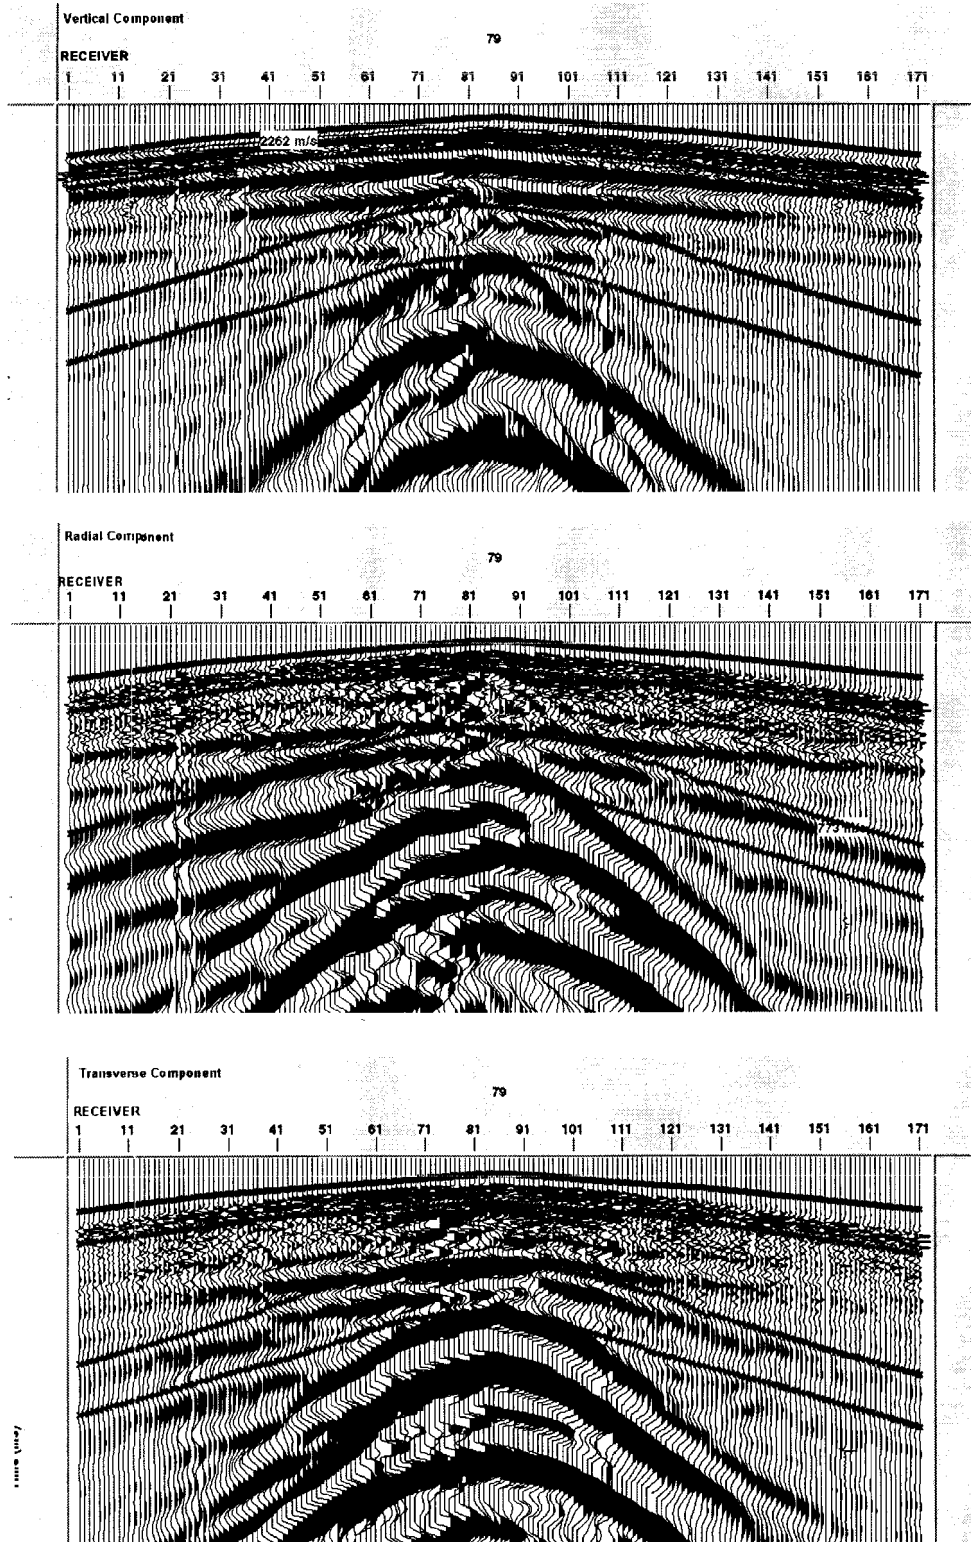 Vertical Component
79
RECEIVER
1 11 21 31 41 51 61 71 81 91 101 111 121 131 141 151 161 171
2262 m/s
Radial Component
79
RECEIVER
1 11 21 31 41 51 61 71 81 91 101 111 121 131 141 151 161 171
Transverse Component
79
RECEIVER
1 11 21 31 41 51 61 71 81 91 101 111 121 131 141 151 161 171